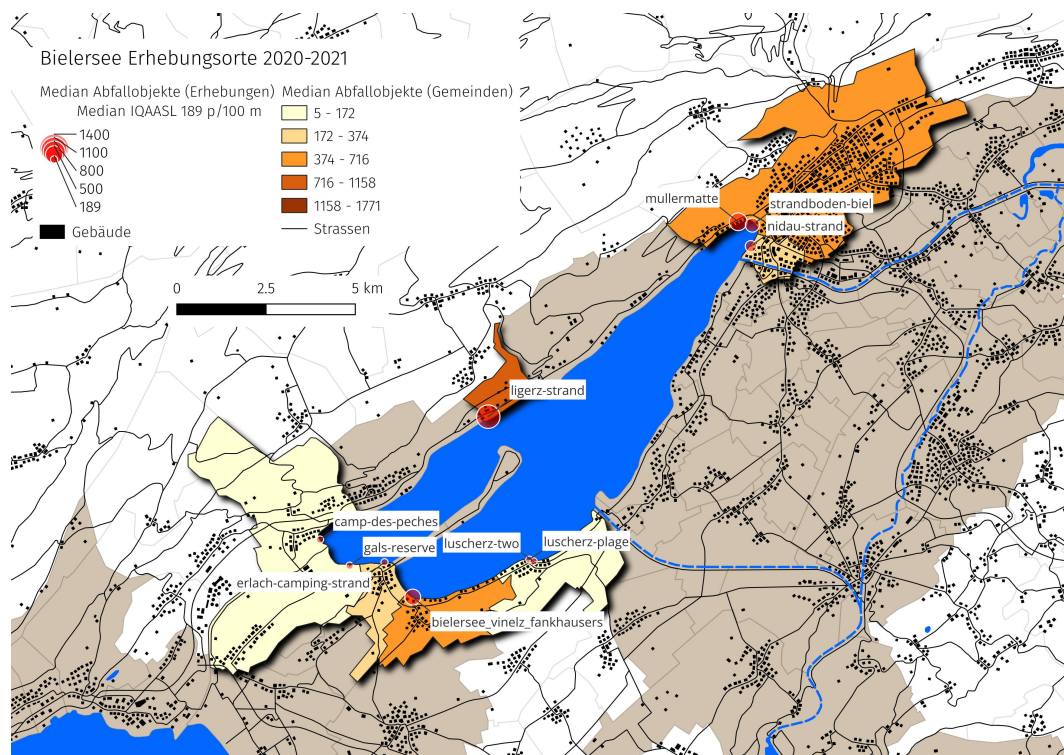 Bielersee Erhebungsorte 2020-2021
Median Abfallobjekte (Erhebungen)
Median IQAASL 189 p/100 m
1400
1100
800
500
189
Gebäude
Median Abfallobjekte (Gemeinden)
5 - 172
172 - 374
374 - 716
716 - 1158
1158 - 1771
Strassen
0 2.5 5 km
mullermatte
strandboden-biel
nidau-strand
ligerz-strand
camp-des-peches
gals-reserve
luscherz-two
luscherz-plage
erlach-camping-strand
bielersee_vinelz_fankhausers